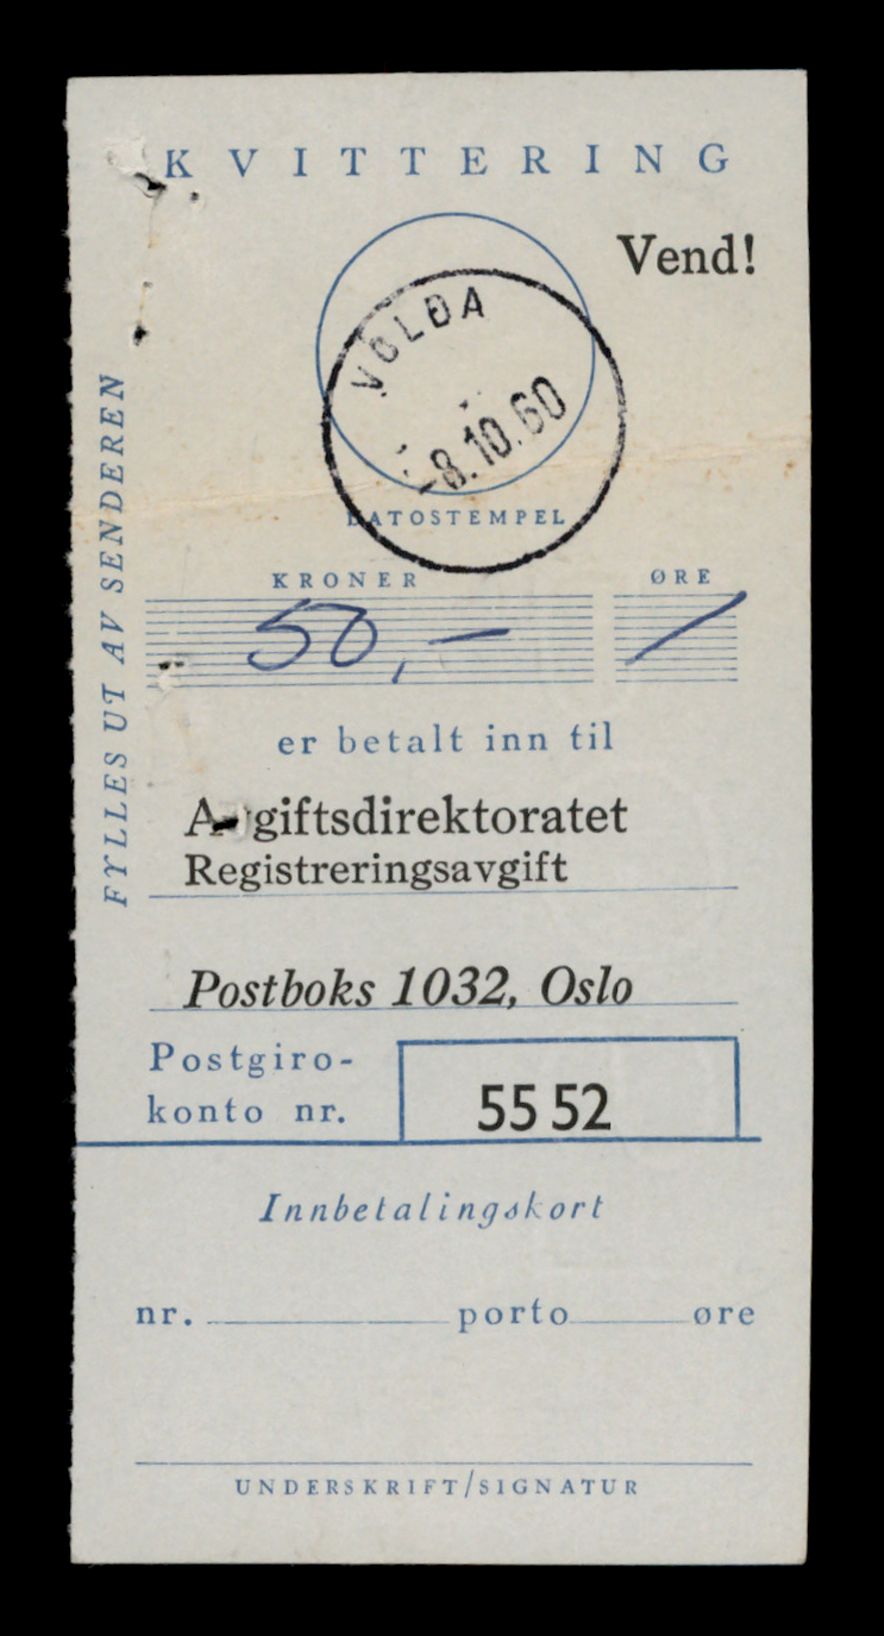 KVITTERING
Vend!
VOLDA
-8.10.60
DATOSTEMPEL
FYLLES UT AV SENDEREN
KRONER ØRE
50,- /
er betalt inn til
Avgiftsdirektoratet
Registreringsavgift
Postboks 1032, Oslo
Postgiro-
konto nr. 55 52
Innbetalingskort
nr. porto øre
UNDERSKRIFT/SIGNATUR